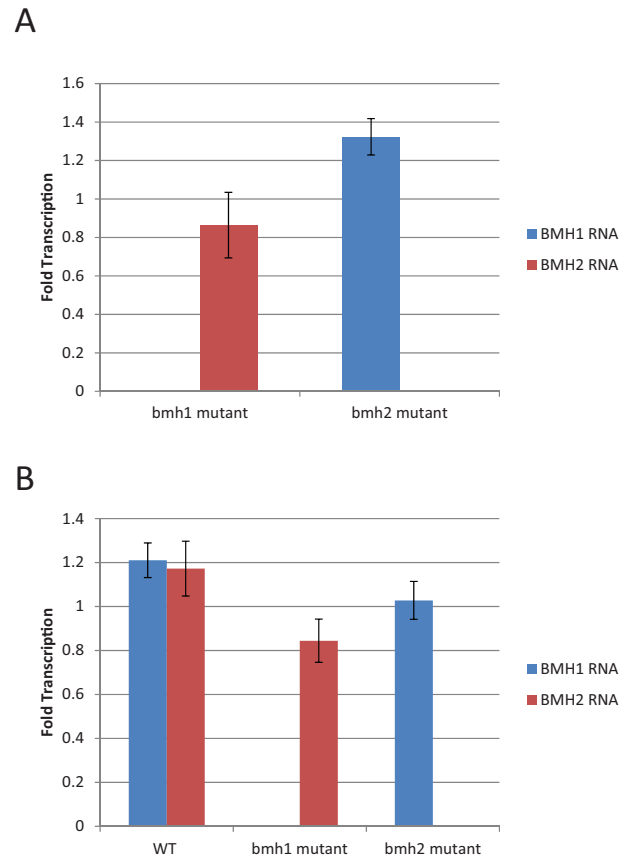 A
Fold Transcription
1.6
1.4
1.2
1
0.8
0.6
0.4
0.2
0
bmh1 mutant
bmh2 mutant
BMH1 RNA
BMH2 RNA
B
Fold Transcription
1.4
1.2
1
0.8
0.6
0.4
0.2
0
WT
bmh1 mutant
bmh2 mutant
BMH1 RNA
BMH2 RNA